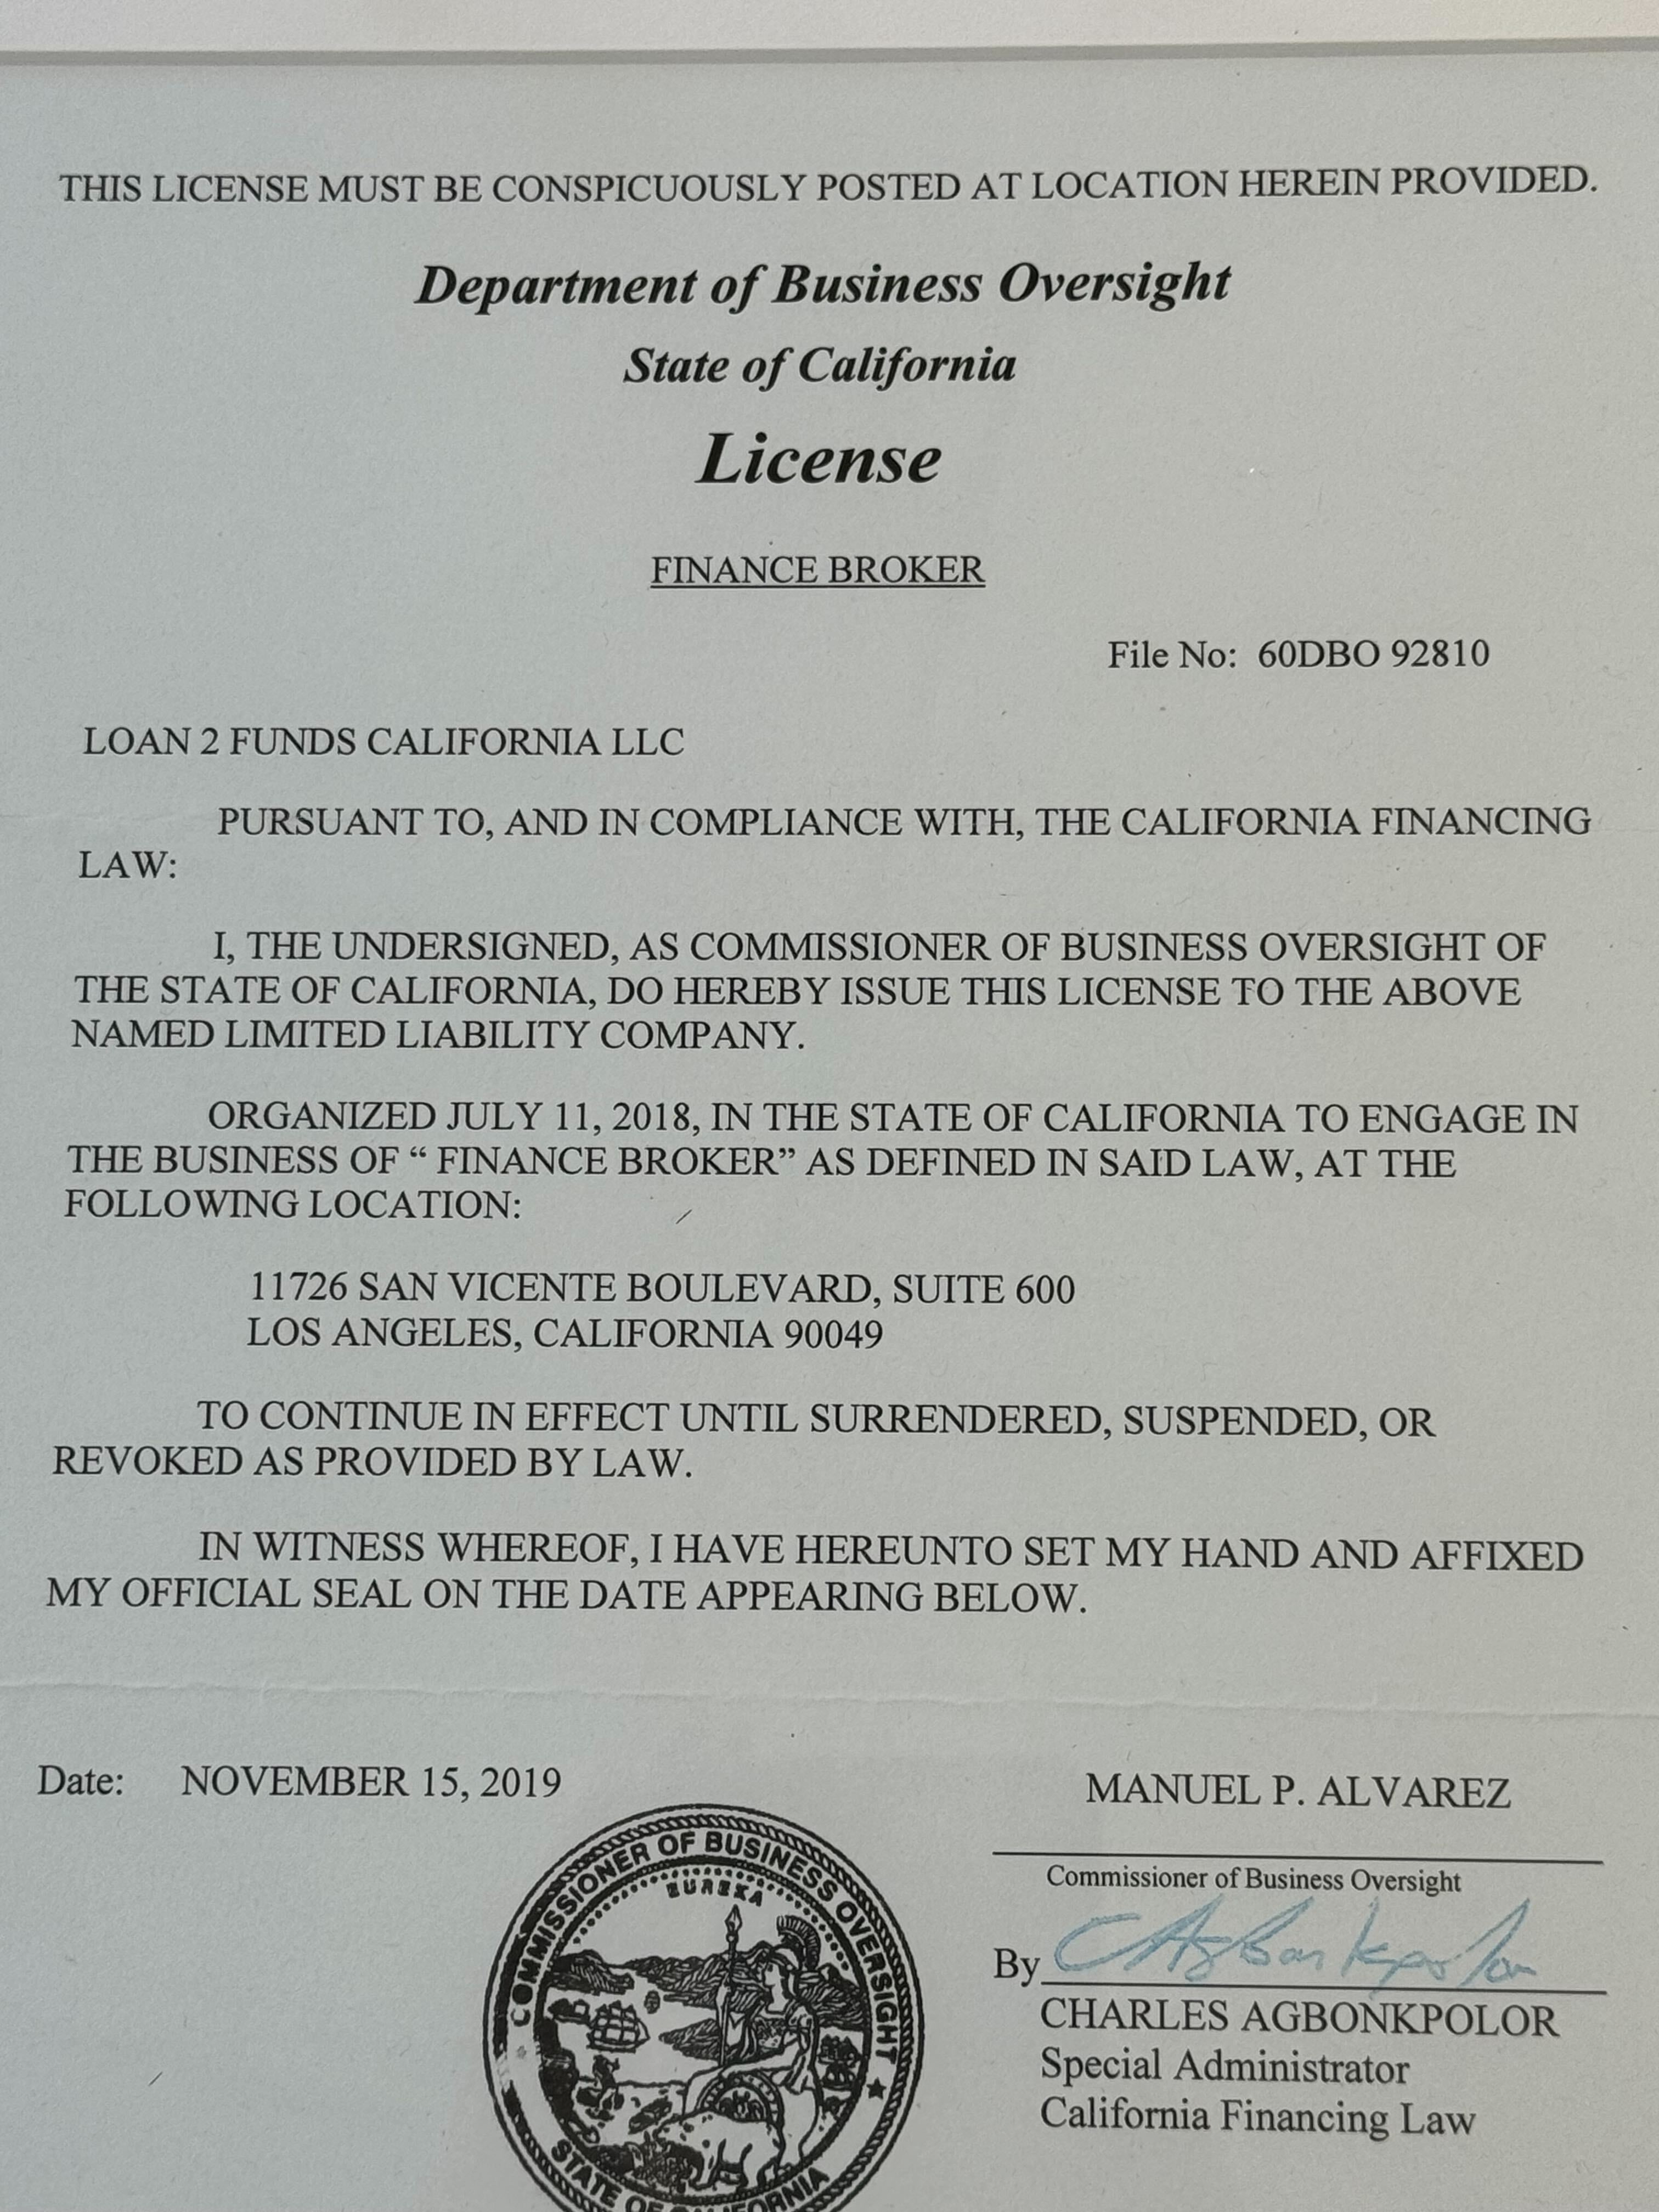 THIS LICENSE MUST BE CONSPICUOUSLY POSTED AT LOCATION HEREIN PROVIDED.
Department of Business Oversight
State of California
License
FINANCE BROKER
File No: 60DBO 92810
LOAN 2 FUNDS CALIFORNIA LLC
PURSUANT TO, AND IN COMPLIANCE WITH, THE CALIFORNIA FINANCING
LAW:
I, THE UNDERSIGNED, AS COMMISSIONER OF BUSINESS OVERSIGHT OF
THE STATE OF CALIFORNIA, DO HEREBY ISSUE THIS LICENSE TO THE ABOVE
NAMED LIMITED LIABILITY COMPANY.
ORGANIZED JULY 11, 2018, IN THE STATE OF CALIFORNIA TO ENGAGE IN
THE BUSINESS OF “ FINANCE BROKER” AS DEFINED IN SAID LAW, AT THE
FOLLOWING LOCATION:
11726 SAN VICENTE BOULEVARD, SUITE 600
LOS ANGELES, CALIFORNIA 90049
TO CONTINUE IN EFFECT UNTIL SURRENDERED, SUSPENDED, OR
REVOKED AS PROVIDED BY LAW.
IN WITNESS WHEREOF, I HAVE HEREUNTO SET MY HAND AND AFFIXED
MY OFFICIAL SEAL ON THE DATE APPEARING BELOW.
Date: NOVEMBER 15, 2019
MANUEL P. ALVAREZ
Commissioner of Business Oversight
By CAgbonkpolor
CHARLES AGBONKPOLOR
Special Administrator
California Financing Law
COMMISSIONER OF BUSINESS OVERSIGHT
EUREKA
STATE OF CALIFORNIA